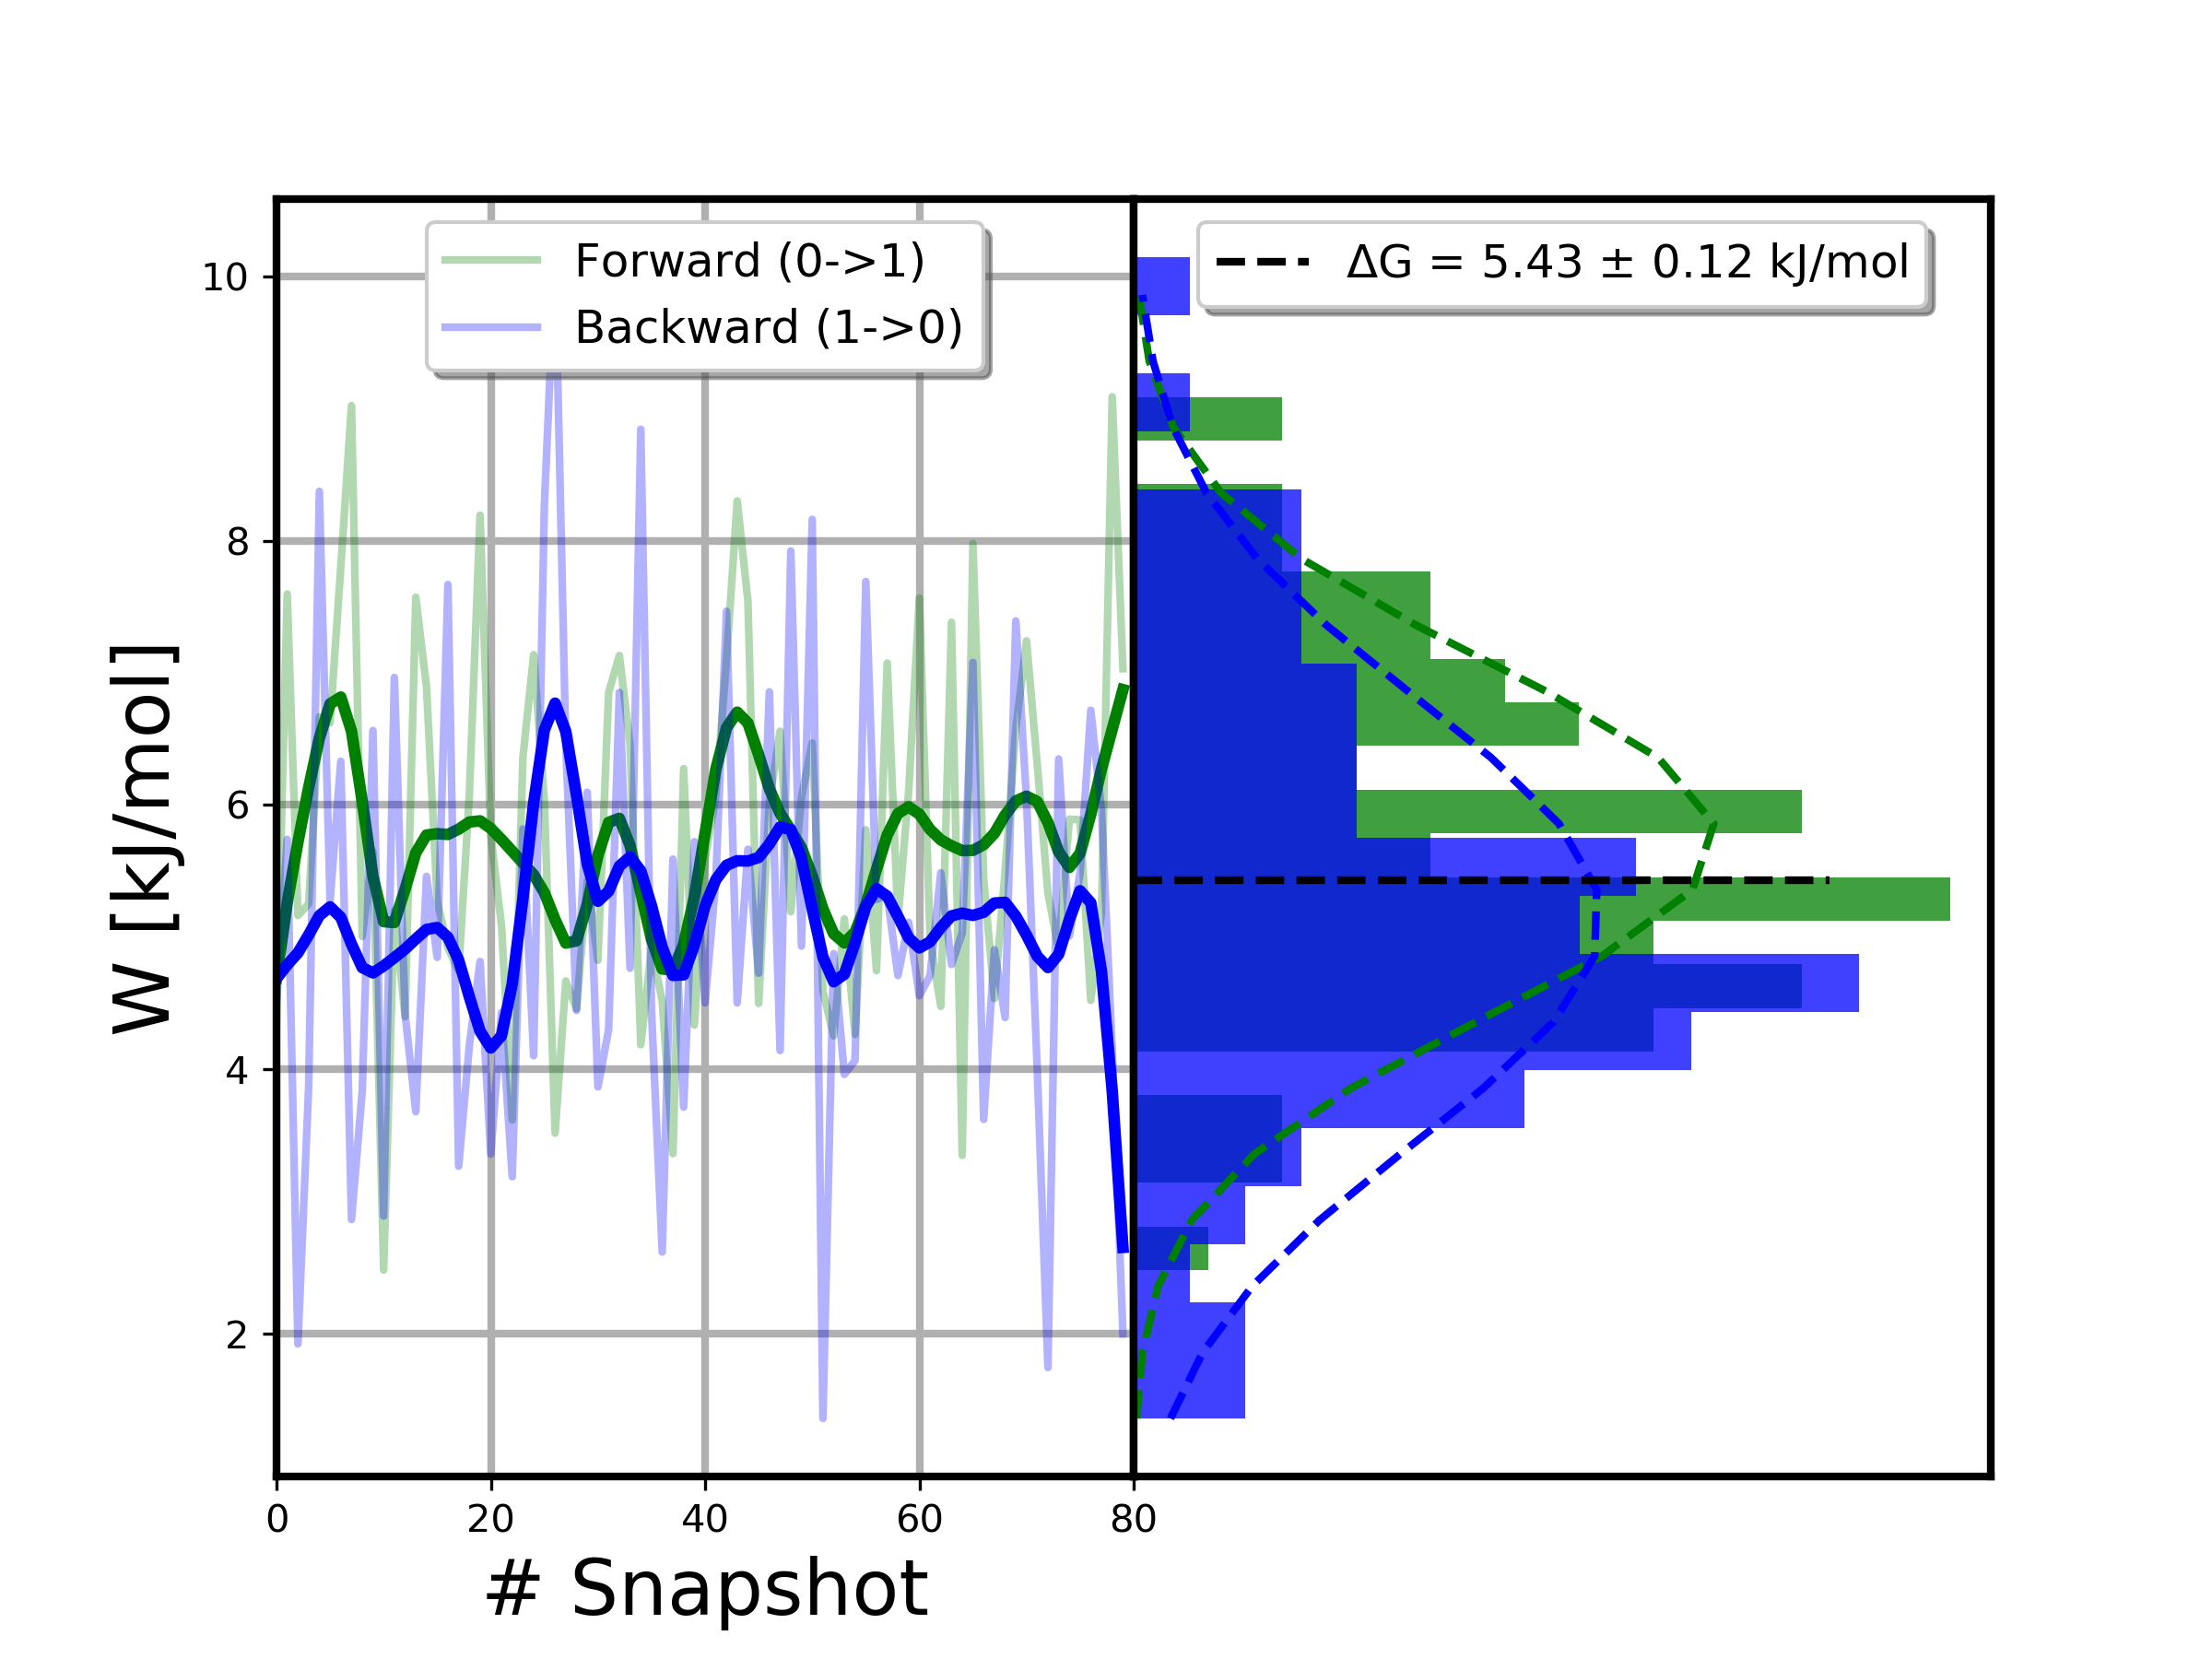 Forward (0->1)
Backward (1->0)
ΔG = 5.43 ± 0.12 kJ/mol
W [kJ/mol]
10
8
6
4
2
0 20 40 60 80
# Snapshot